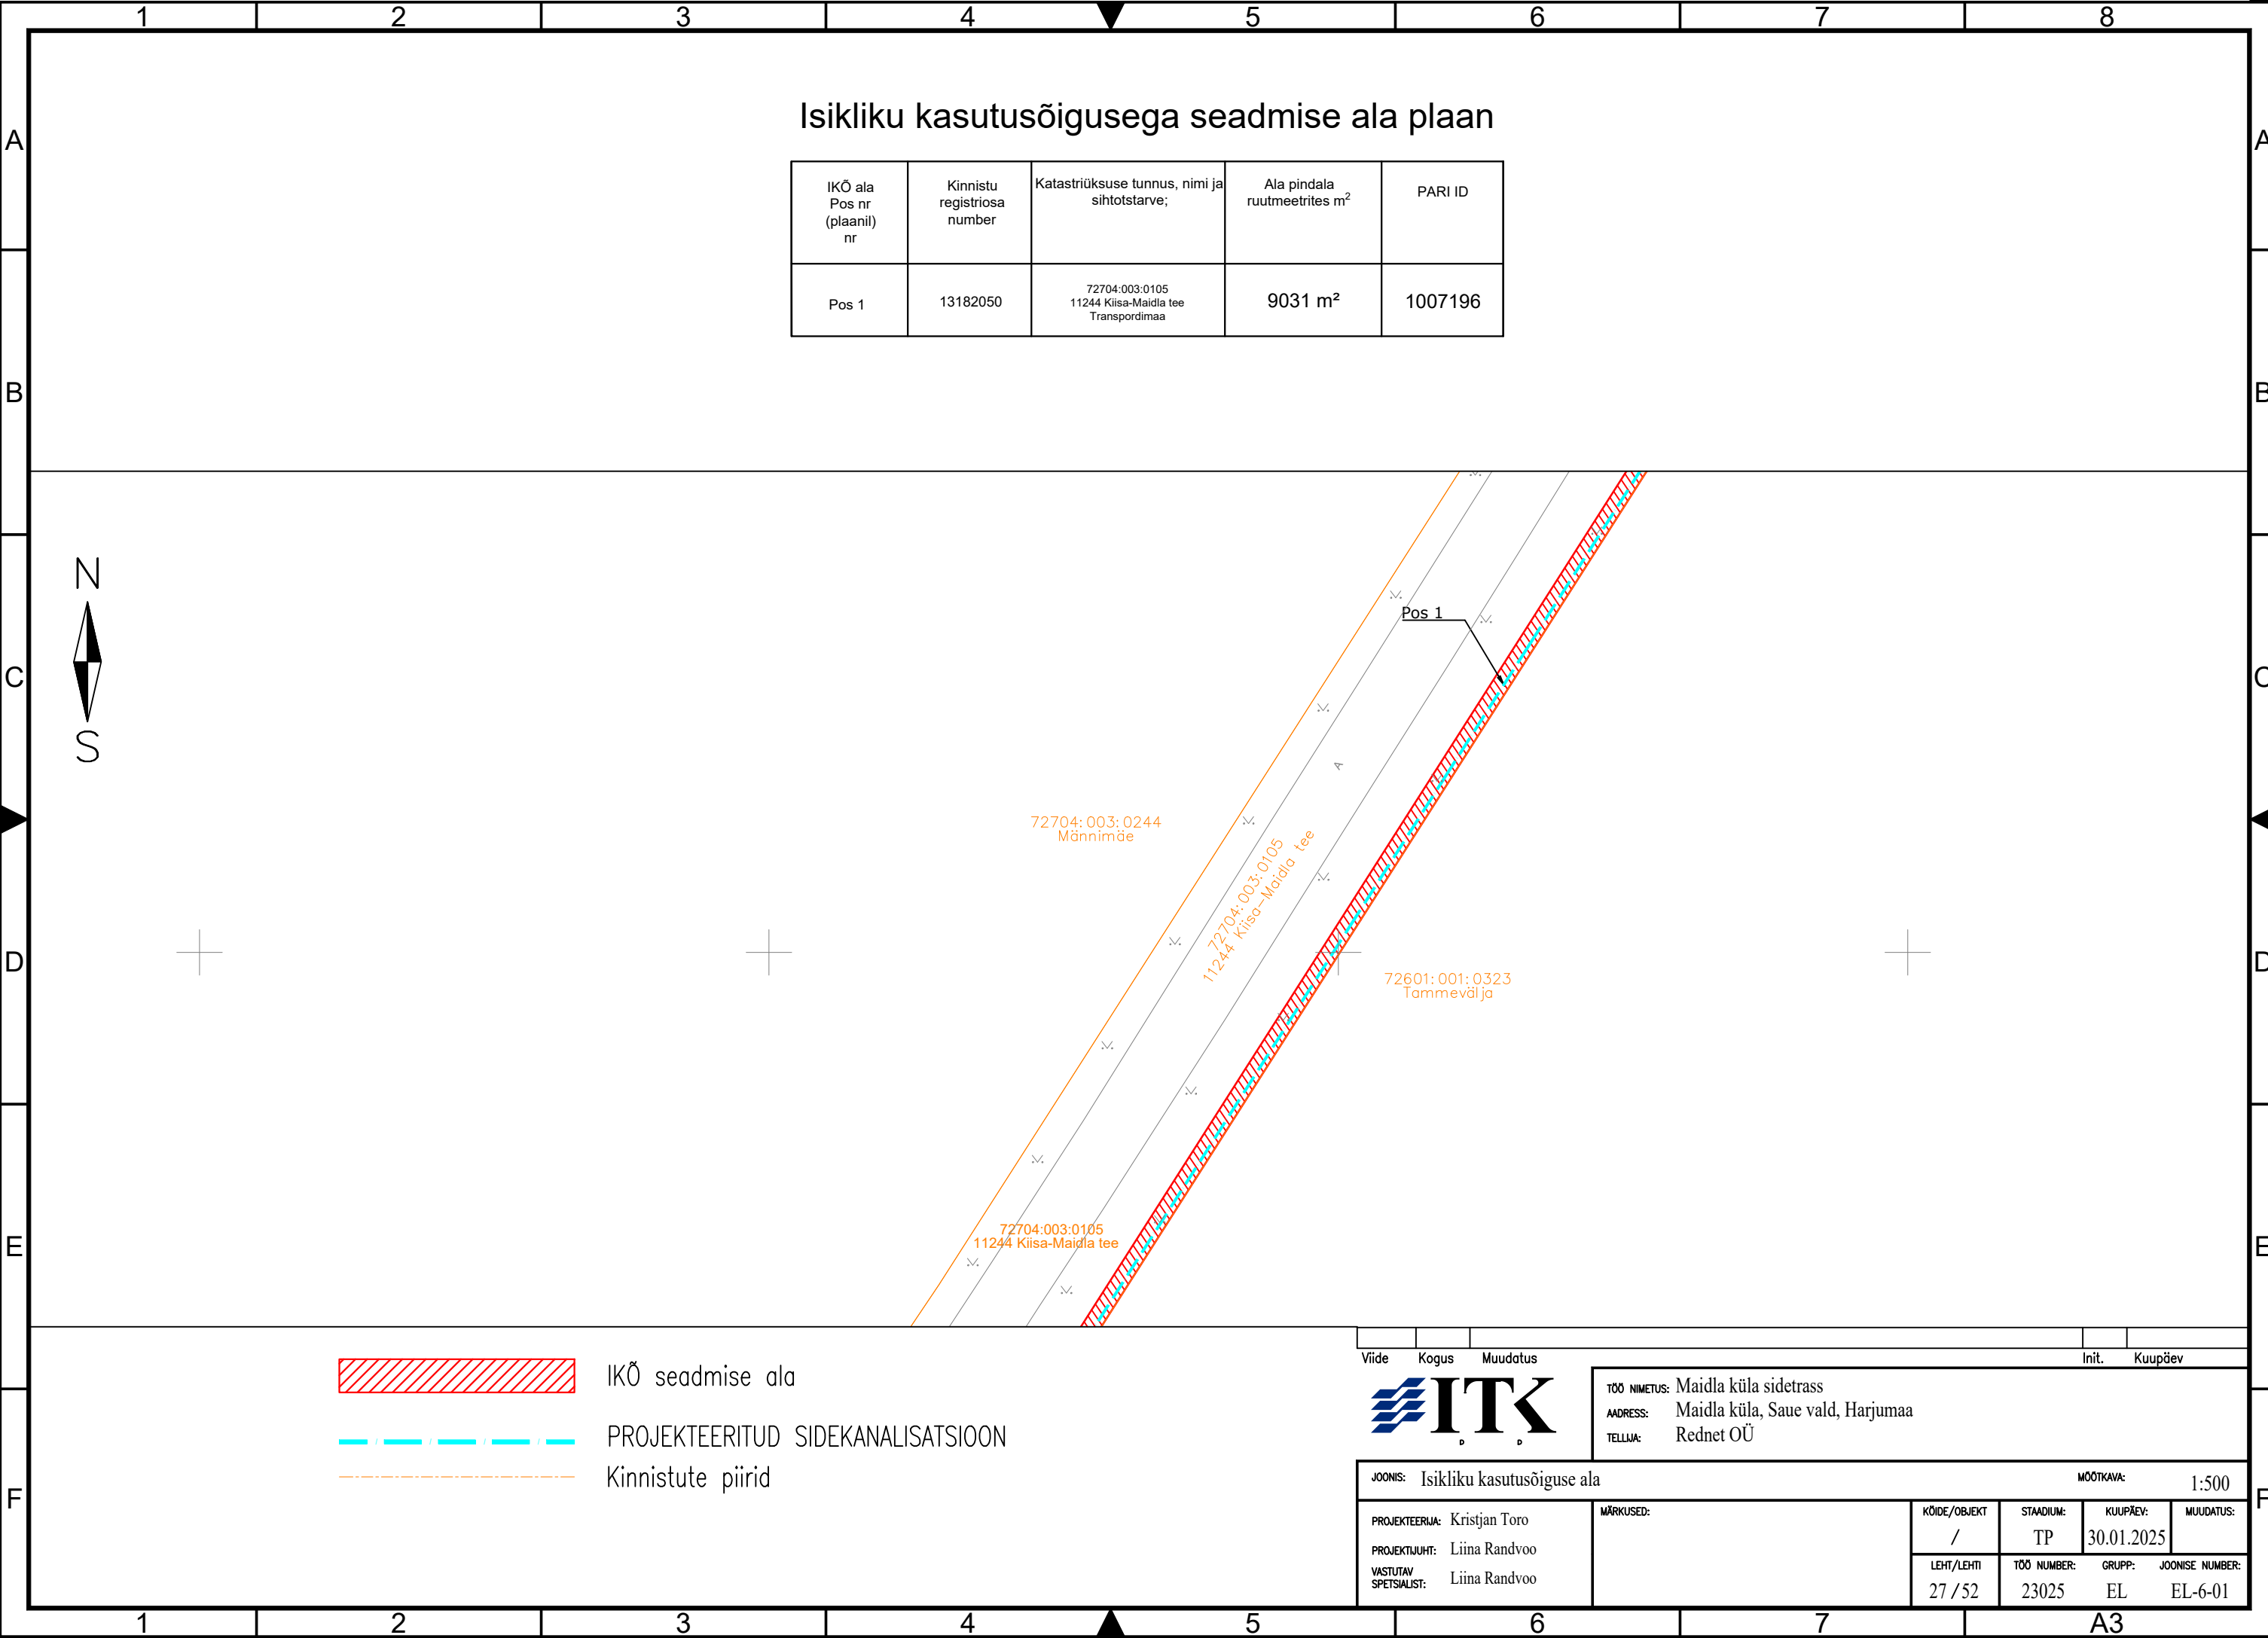 1 2 3 4 5 6 7 8
A A
B B
C C
D D
E E
F F
Isikliku kasutusõigusega seadmise ala plaan
IKÕ ala
Pos nr
(plaanil)
nr
Kinnistu
registriosa
number
Katastriüksuse tunnus, nimi ja
sihtotstarve;
Ala pindala
ruutmeetrites m²
PARI ID
Pos 1
13182050
72704:003:0105
11244 Kiisa-Maidla tee
Transpordimaa
9031 m²
1007196
N
S
Pos 1
A
72704:003:0244
Männimäe
72704:003:0105
11244 Kiisa-Maidla tee
72601:001:0323
Tammevälja
72704:003:0105
11244 Kiisa-Maidla tee
IKÕ seadmise ala
PROJEKTEERITUD SIDEKANALISATSIOON
Kinnistute piirid
Viide Kogus Muudatus Init. Kuupäev
ITK
D D
TÖÖ NIMETUS: Maidla küla sidetrass
AADRESS: Maidla küla, Saue vald, Harjumaa
TELLIJA: Rednet OÜ
JOONIS: Isikliku kasutusõiguse ala
MÕÕTKAVA: 1:500
PROJEKTEERIJA: Kristjan Toro
PROJEKTIJUHT: Liina Randvoo
VASTUTAV
SPETSIALIST: Liina Randvoo
MÄRKUSED:
KÖIDE/OBJEKT STAADIUM: KUUPÄEV: MUUDATUS:
/ TP 30.01.2025
LEHT/LEHTI TÖÖ NUMBER: GRUPP: JOONISE NUMBER:
27 / 52 23025 EL EL-6-01
1 2 3 4 5 6 7 A3